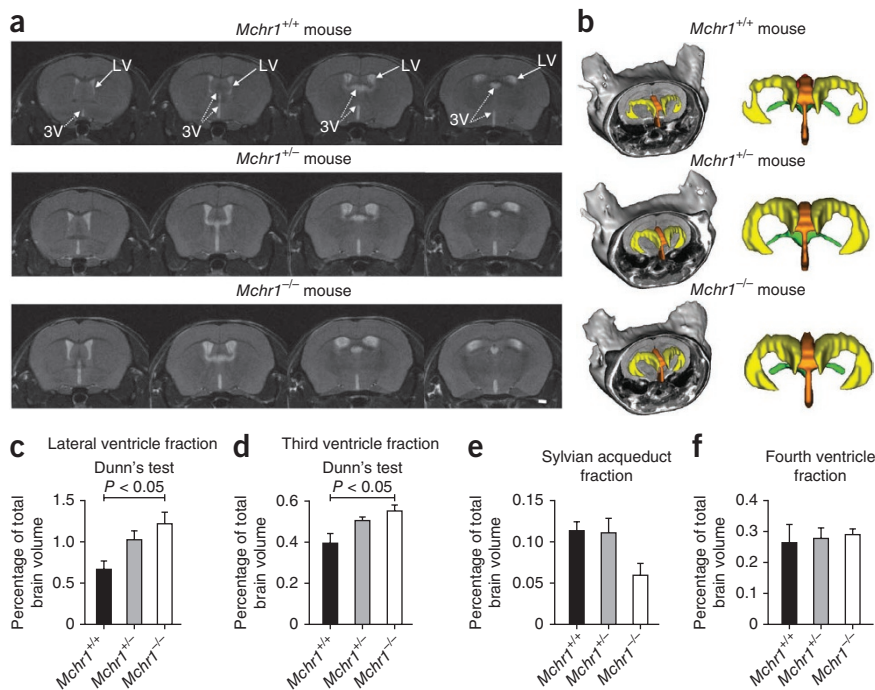 a
Mchr1+/+ mouse
LV
LV
LV
LV
3V
3V
3V
3V
Mchr1+/– mouse
Mchr1–/– mouse
b
Mchr1+/+ mouse
Mchr1+/– mouse
Mchr1–/– mouse
c
Lateral ventricle fraction
Dunn's test
P < 0.05
Percentage of total
brain volume
1.5
1.0
0.5
0
Mchr1+/+
Mchr1+/–
Mchr1–/–
d
Third ventricle fraction
Dunn's test
P < 0.05
Percentage of total
brain volume
0.6
0.4
0.2
0
Mchr1+/+
Mchr1+/–
Mchr1–/–
e
Sylvian acqueduct
fraction
Percentage of total
brain volume
0.15
0.10
0.05
0
Mchr1+/+
Mchr1+/–
Mchr1–/–
f
Fourth ventricle
fraction
Percentage of total
brain volume
0.4
0.3
0.2
0.1
0
Mchr1+/+
Mchr1+/–
Mchr1–/–